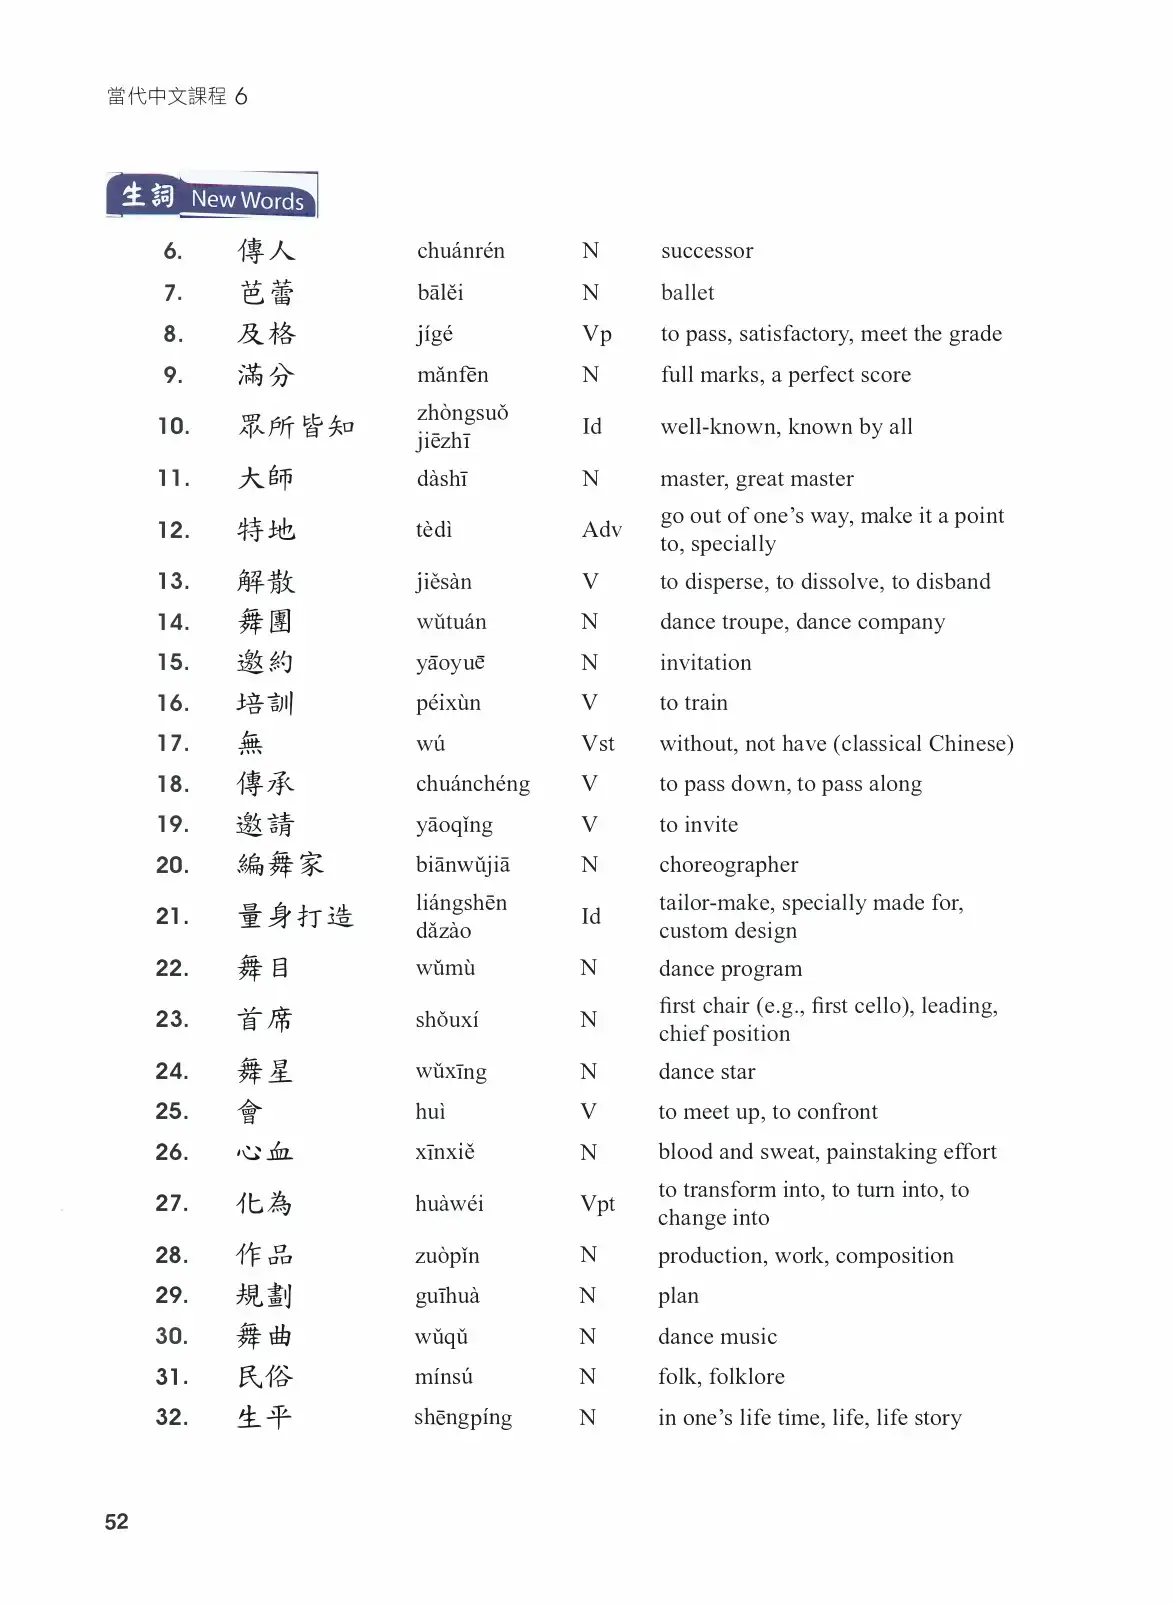 當代中文課程 6
生詞 New Words
6. 傳人 chuánrén N successor
7. 芭蕾 bālěi N ballet
8. 及格 jígé Vp to pass, satisfactory, meet the grade
9. 滿分 mǎnfēn N full marks, a perfect score
10. 眾所皆知 zhòngsuǒ jiēzhī Id well-known, known by all
11. 大師 dàshī N master, great master
12. 特地 tèdì Adv go out of one's way, make it a point to, specially
13. 解散 jiěsàn V to disperse, to dissolve, to disband
14. 舞團 wǔtuán N dance troupe, dance company
15. 邀約 yāoyuē N invitation
16. 培訓 péixùn V to train
17. 無 wú Vst without, not have (classical Chinese)
18. 傳承 chuánchéng V to pass down, to pass along
19. 邀請 yāoqǐng V to invite
20. 編舞家 biānwǔjiā N choreographer
21. 量身打造 liángshēn dǎzào Id tailor-make, specially made for, custom design
22. 舞目 wǔmù N dance program
23. 首席 shǒuxí N first chair (e.g., first cello), leading, chief position
24. 舞星 wǔxīng N dance star
25. 會 huì V to meet up, to confront
26. 心血 xīnxiě N blood and sweat, painstaking effort
27. 化為 huàwéi Vpt to transform into, to turn into, to change into
28. 作品 zuòpǐn N production, work, composition
29. 規劃 guīhuà N plan
30. 舞曲 wǔqǔ N dance music
31. 民俗 mínsú N folk, folklore
32. 生平 shēngpíng N in one's life time, life, life story
52